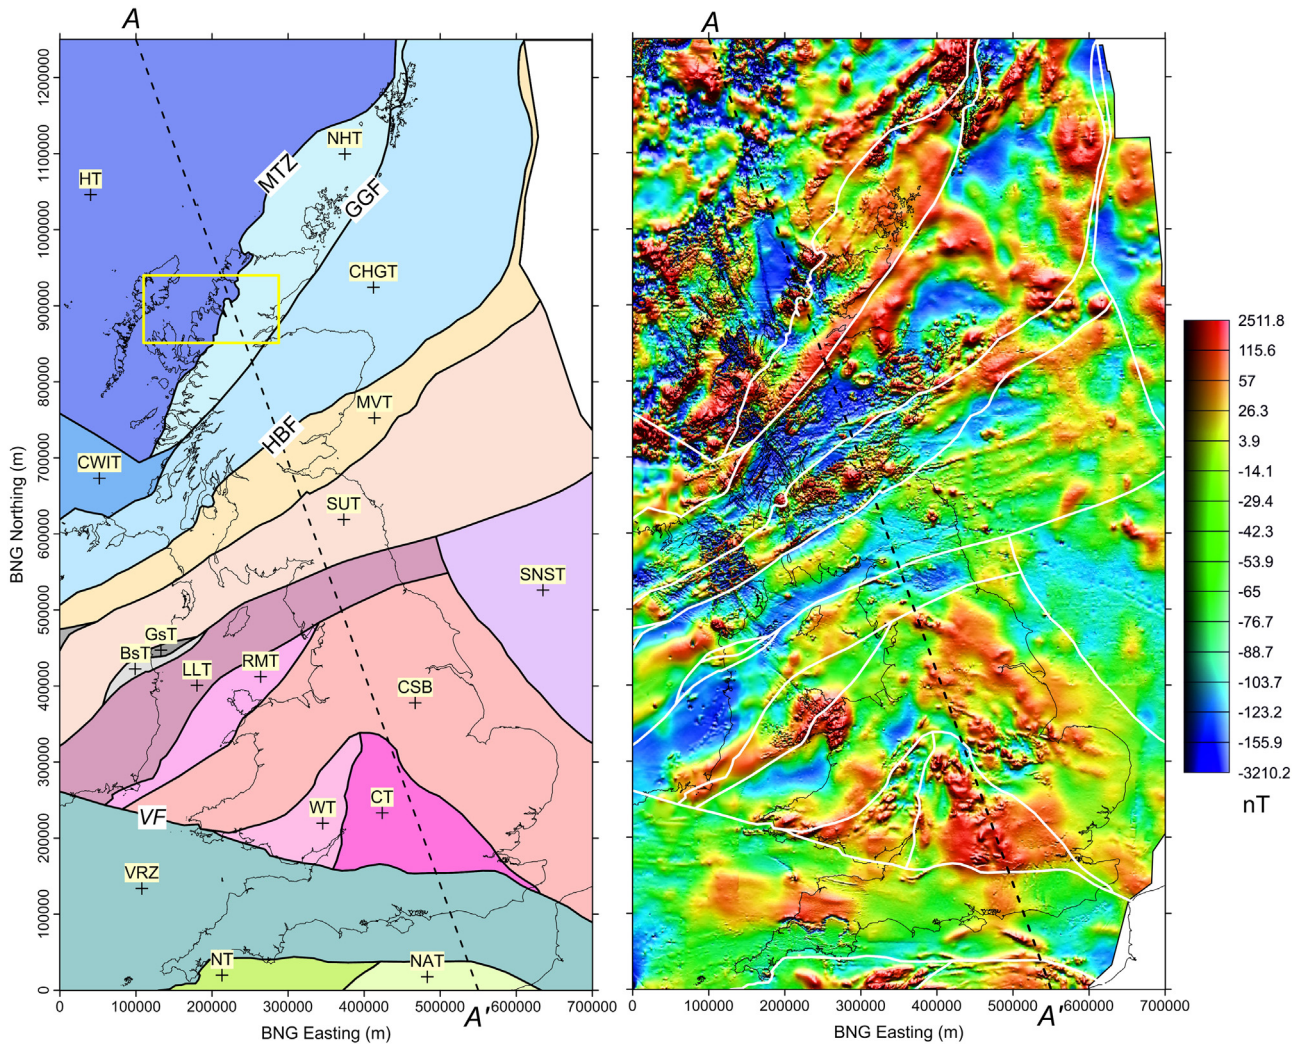 A
A
1200000
1100000
1000000
900000
800000
700000
600000
500000
400000
300000
200000
100000
0
BNG Northing (m)
HT
NHT
MTZ
GGF
CHGT
MVT
HBF
CWIT
SUT
SNST
GsT
BsT
LLT
RMT
CSB
WT
CT
VF
VRZ
NT
NAT
0 100000 200000 300000 400000 500000 600000 700000
A'
BNG Easting (m)
0 100000 200000 300000 400000 500000 600000 700000
A'
BNG Easting (m)
2511.8
115.6
57
26.3
3.9
-14.1
-29.4
-42.3
-53.9
-65
-76.7
-88.7
-103.7
-123.2
-155.9
-3210.2
nT